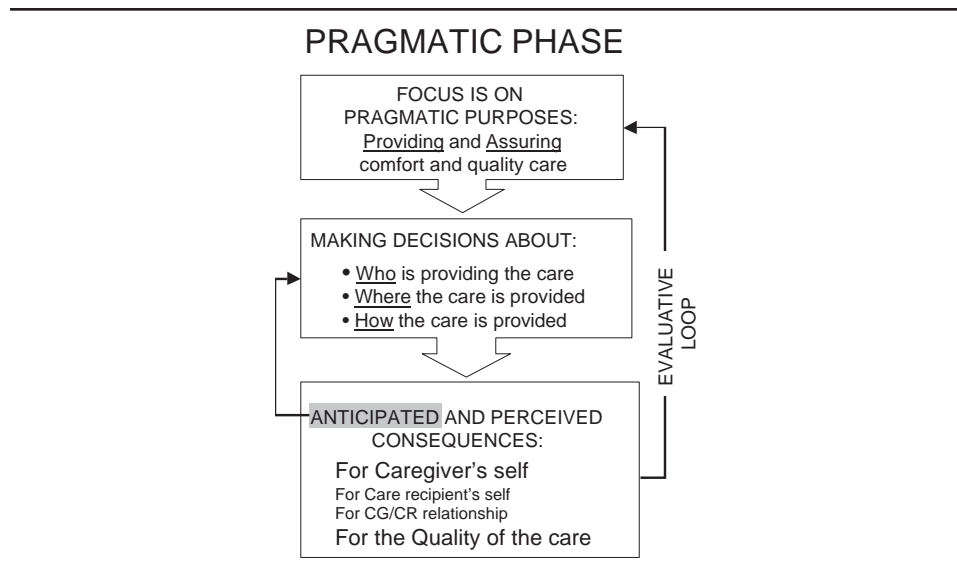 PRAGMATIC PHASE
FOCUS IS ON
PRAGMATIC PURPOSES:
Providing and Assuring
comfort and quality care
MAKING DECISIONS ABOUT:
• Who is providing the care
• Where the care is provided
• How the care is provided
EVALUATIVE
LOOP
ANTICIPATED AND PERCEIVED
CONSEQUENCES:
For Caregiver's self
For Care recipient's self
For CG/CR relationship
For the Quality of the care